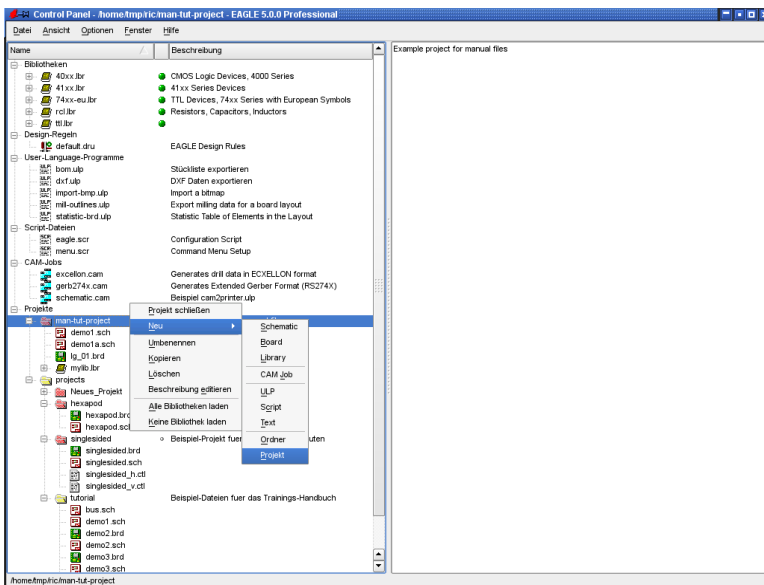 Control Panel - /home/tmp/ric/man-tut-project - EAGLE 5.0.0 Professional
Datei Ansicht Optionen Fenster Hilfe
Name Beschreibung
Example project for manual files
Bibliotheken
40xx.lbr CMOS Logic Devices, 4000 Series
41xx.lbr 41xx Series Devices
74xx-eu.lbr TTL Devices, 74xx Series with European Symbols
rcl.lbr Resistors, Capacitors, Inductors
ttl.lbr
Design-Regeln
default.dru EAGLE Design Rules
User-Language-Programme
bom.ulp Stückliste exportieren
dxf.ulp DXF Daten exportieren
import-bmp.ulp Import a bitmap
mill-outlines.ulp Export milling data for a board layout
statistic-brd.ulp Statistic Table of Elements in the Layout
Script-Dateien
eagle.scr Configuration Script
menu.scr Command Menu Setup
CAM-Jobs
excellon.cam Generates drill data in ECXELLON format
gerb274x.cam Generates Extended Gerber Format (RS274X)
schematic.cam Beispiel cam2printer.ulp
Projekte
man-tut-project
demo1.sch
demo1a.sch
lg_01.brd
mylib.lbr
projects
Neues_Projekt
hexapod
hexapod.brd
hexapod.sch
singlesided Beispiel-Projekt fuer
singlesided.brd
singlesided.sch
singlesided_h.ctl
singlesided_v.ctl
tutorial Beispiel-Dateien fuer das Trainings-Handbuch
bus.sch
demo1.sch
demo2.brd
demo2.sch
demo3.brd
demo3.sch
Projekt schließen
Neu
Umbenennen
Kopieren
Löschen
Beschreibung editieren
Alle Bibliotheken laden
Keine Bibliothek laden
Schematic
Board
Library
CAM Job
ULP
Script
Text
Ordner
Projekt
/home/tmp/ric/man-tut-project